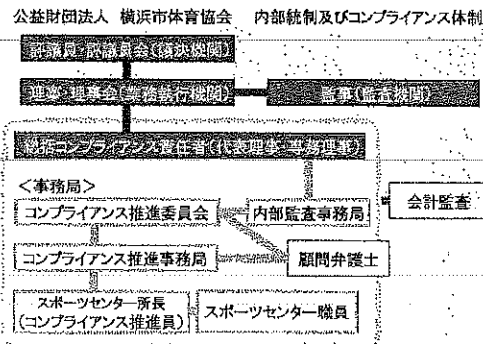 公益財団法人 横浜市体育協会 内部統制及びコンプライアンス体制
評議員・評議員会(議決機関)
理事・理事会(業務執行機関)
監事(監査機関)
統括コンプライアンス責任者(代表理事・専務理事)
<事務局>
コンプライアンス推進委員会
内部監査事務局
会計監査
コンプライアンス推進事務局
顧問弁護士
スポーツセンター所長
(コンプライアンス推進員)
スポーツセンター職員